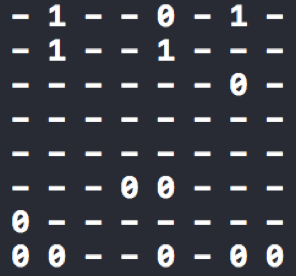 - 1 - - 0 - 1 -
- 1 - - 1 - - -
- - - - - - 0 -
- - - - - - - -
- - - - - - - -
- - - 0 0 - - -
0 - - - - - - -
0 0 - - 0 - 0 0